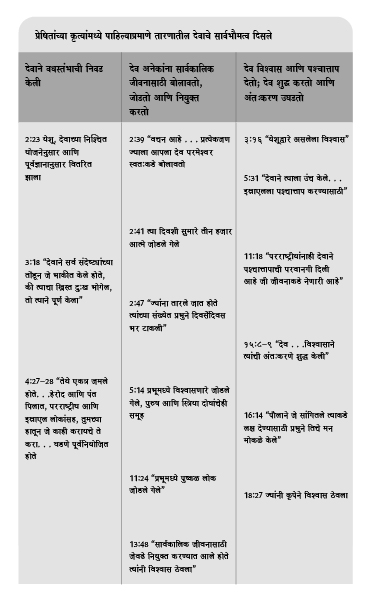 प्रेषितांच्या कृत्यांमध्ये पाहिल्याप्रमाणे तारणातील देवाचे सार्वभौमत्व दिसले
देवाने वधस्तंभाची निवड
केली
देव अनेकांना सार्वकालिक
जीवनासाठी बोलावतो,
जोडतो आणि नियुक्त
करतो
देव विश्वास आणि पश्चात्ताप
देतो; देव शुद्ध करतो आणि
अंतःकरण उघडतो
2:23 येशू, देवाच्या निश्चित
योजनेनुसार आणि
पूर्वज्ञानानुसार वितरित
झाला
3:18 “देवाने सर्व संदेष्ट्यांच्या
तोंडून जे भाकीत केले होते,
की त्याचा ख्रिस्त दुःख भोगेल,
तो त्याने पूर्ण केला”
4:27–28 “तेथे एकत्र जमले
होते. . .हेरोद आणि पंत
पिलात, परराष्ट्रीय आणि
इस्राएल लोकांसह, तुमच्या
हातून जे काही करायचे ते
करा. . . घडणे पूर्वनियोजित
होते
2:39 “वचन आहे . . . प्रत्येकजण
ज्याला आपला देव परमेश्वर
स्वतःकडे बोलावतो
2:41 त्या दिवशी सुमारे तीन हजार
आत्मे जोडले गेले
2:47 “ज्यांना तारले जात होते
त्यांच्या संख्येत प्रभुने दिवसेंदिवस
भर टाकली”
5:14 प्रभूमध्ये विश्वासणारे जोडले
गेले, पुरुष आणि स्त्रिया दोघांचेही
समूह
11:24 “प्रभूमध्ये पुष्कळ लोक
जोडले गेले”
13:48 “सार्वकालिक जीवनासाठी
जेवढे नियुक्त करण्यात आले होते
त्यांनी विश्वास ठेवला”
३:१६ “येशूद्वारे असलेला विश्वास”
5:31 “देवाने त्याला उंच केले. . .
इस्राएलला पश्चात्ताप करण्यासाठी”
11:18 “परराष्ट्रीयांनाही देवाने
पश्चात्तापाची परवानगी दिली
आहे जी जीवनाकडे नेणारी आहे”
१५:८–९ “देव . . .विश्वासाने
त्यांची अंतःकरणे शुद्ध केली”
16:14 “पौलाने जे सांगितले त्याकडे
लक्ष देण्यासाठी प्रभुने तिचे मन
मोकळे केले”
18:27 ज्यांनी कृपेने विश्वास ठेवला